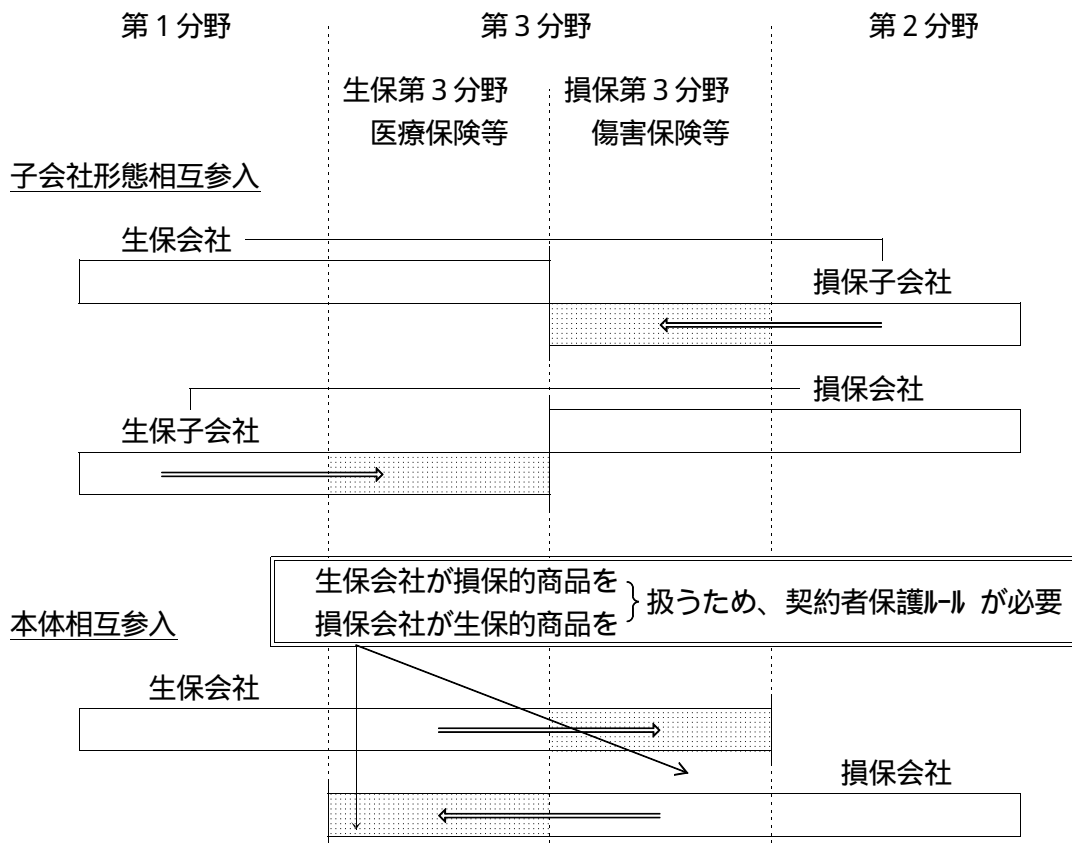 第1分野
第3分野
第2分野
生保第3分野
医療保険等
損保第3分野
傷害保険等
子会社形態相互参入
生保会社
損保子会社
損保会社
生保子会社
生保会社が損保的商品を
損保会社が生保的商品を
扱うため、契約者保護ルール が必要
本体相互参入
生保会社
損保会社